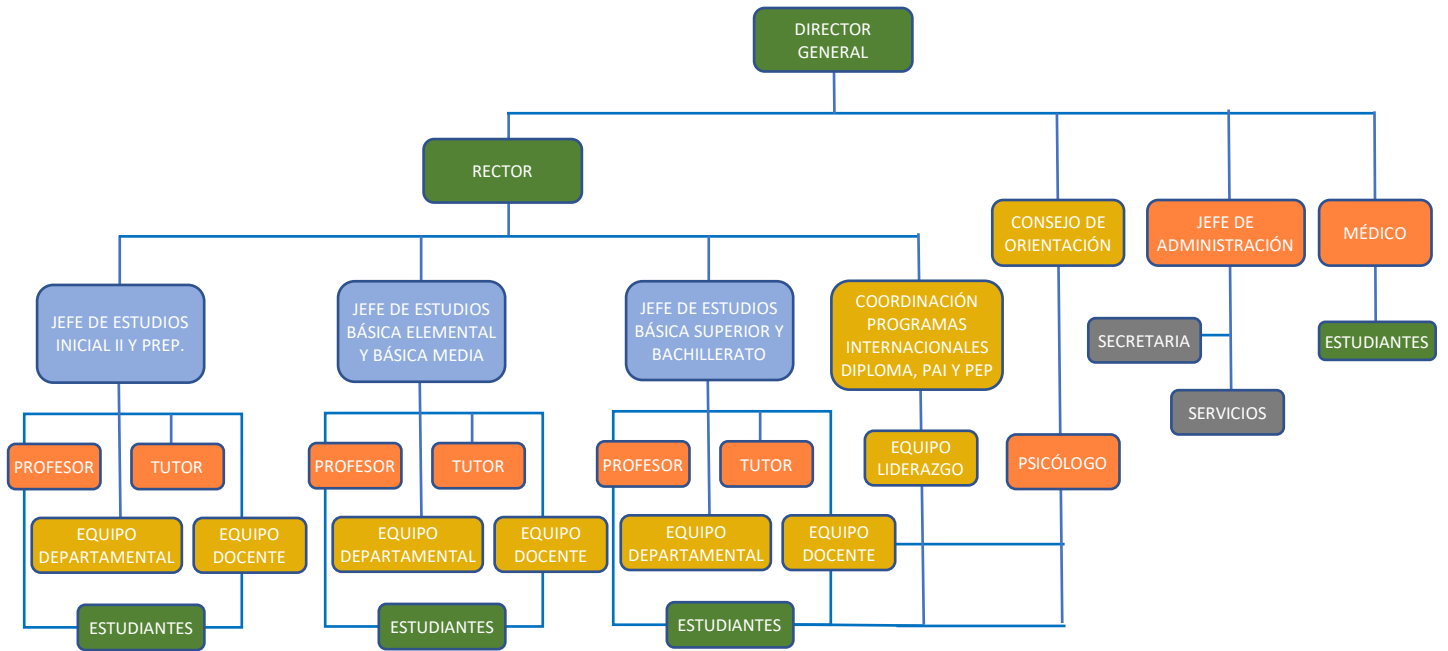 DIRECTOR
GENERAL
RECTOR
CONSEJO DE
ORIENTACIÓN
JEFE DE
ADMINISTRACIÓN
MÉDICO
JEFE DE ESTUDIOS
INICIAL II Y PREP.
JEFE DE ESTUDIOS
BÁSICA ELEMENTAL
Y BÁSICA MEDIA
JEFE DE ESTUDIOS
BÁSICA SUPERIOR Y
BACHILLERATO
COORDINACIÓN
PROGRAMAS
INTERNACIONALES
DIPLOMA, PAI Y PEP
SECRETARIA
ESTUDIANTES
SERVICIOS
PROFESOR
TUTOR
PROFESOR
TUTOR
PROFESOR
TUTOR
EQUIPO
LIDERAZGO
PSICÓLOGO
EQUIPO
DEPARTAMENTAL
EQUIPO
DOCENTE
EQUIPO
DEPARTAMENTAL
EQUIPO
DOCENTE
EQUIPO
DEPARTAMENTAL
EQUIPO
DOCENTE
ESTUDIANTES
ESTUDIANTES
ESTUDIANTES